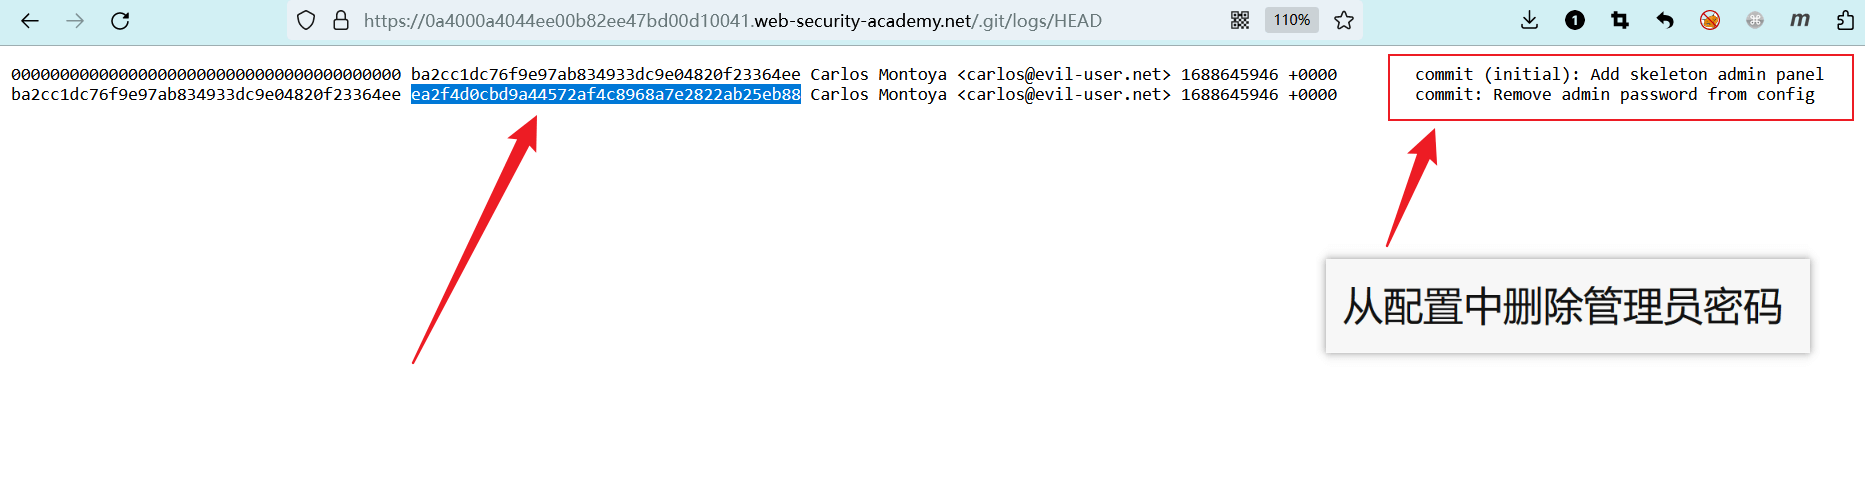 https://0a4000a4044ee00b82ee47bd00d10041.web-security-academy.net/.git/logs/HEAD
110%
1
m
0000000000000000000000000000000000000000 ba2cc1dc76f9e97ab834933dc9e04820f23364ee Carlos Montoya <carlos@evil-user.net> 1688645946 +0000 commit (initial): Add skeleton admin panel
ba2cc1dc76f9e97ab834933dc9e04820f23364ee ea2f4d0cbd9a44572af4c8968a7e2822ab25eb88 Carlos Montoya <carlos@evil-user.net> 1688645946 +0000 commit: Remove admin password from config
从配置中删除管理员密码